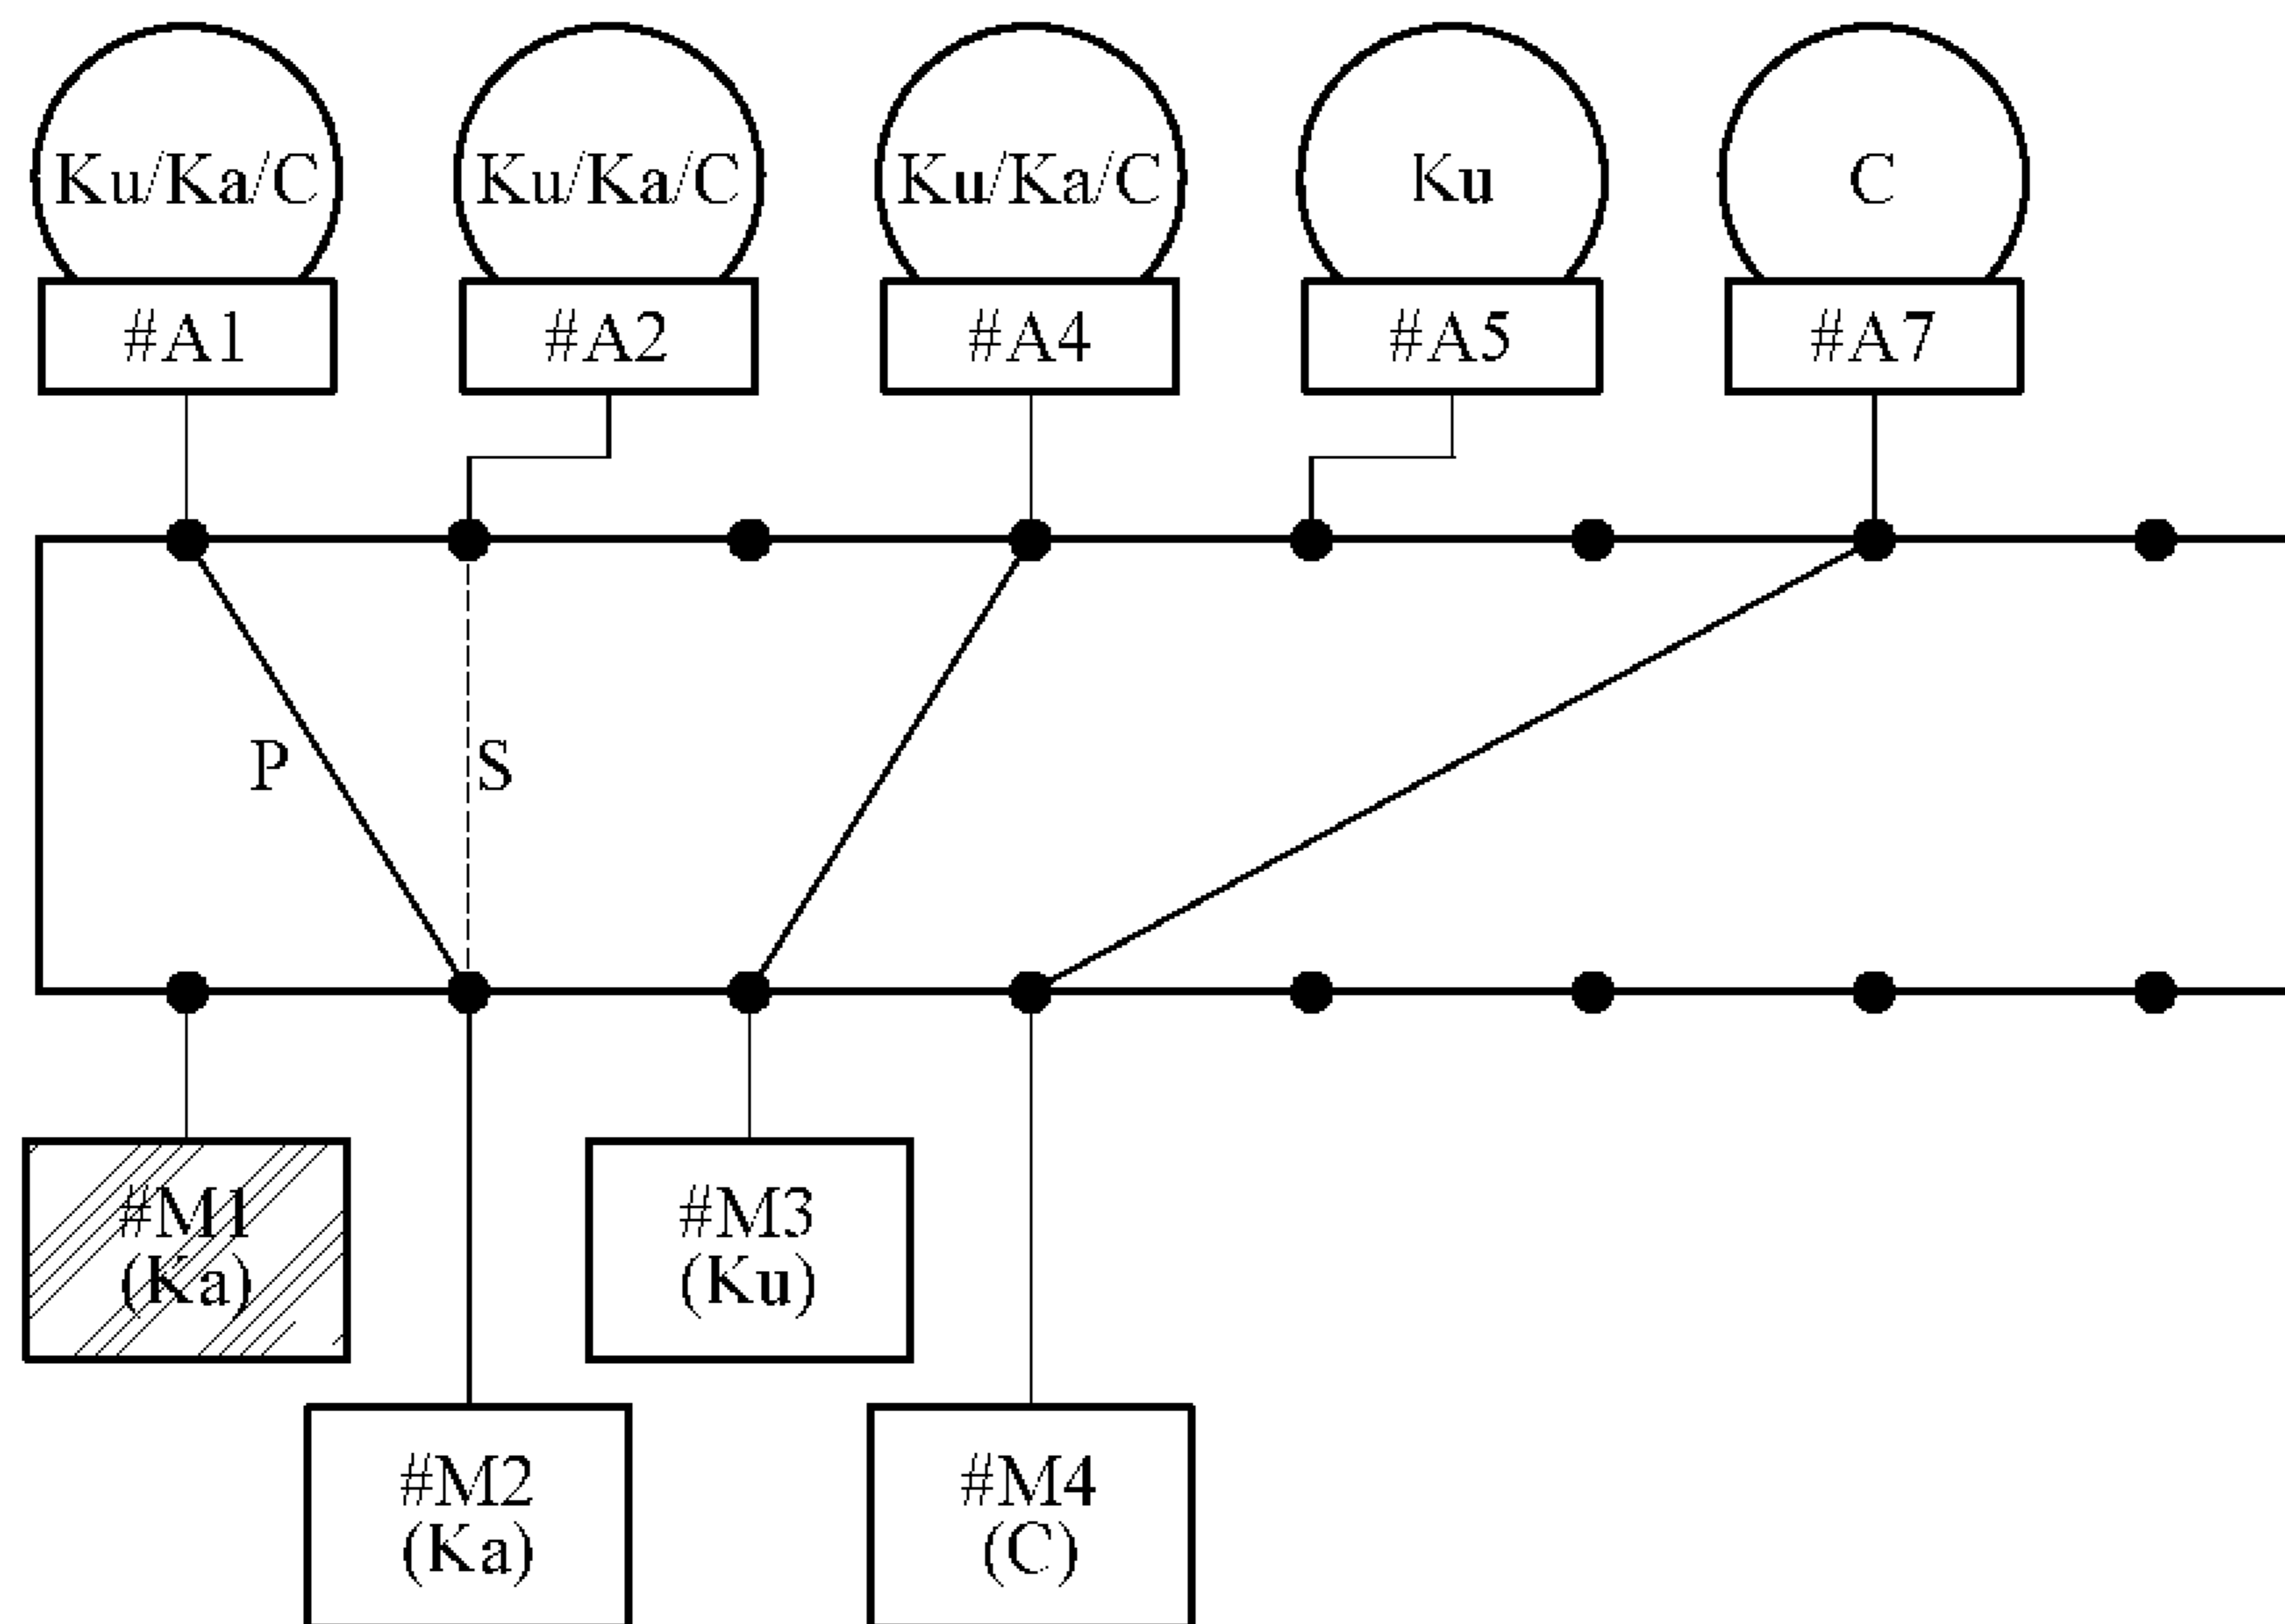 Ku/Ka/C
Ku/Ka/C
Ku/Ka/C
Ku
C
#A1
#A2
#A4
#A5
#A7
P
S
#M1
(Ka)
#M3
(Ku)
#M2
(Ka)
#M4
(C)